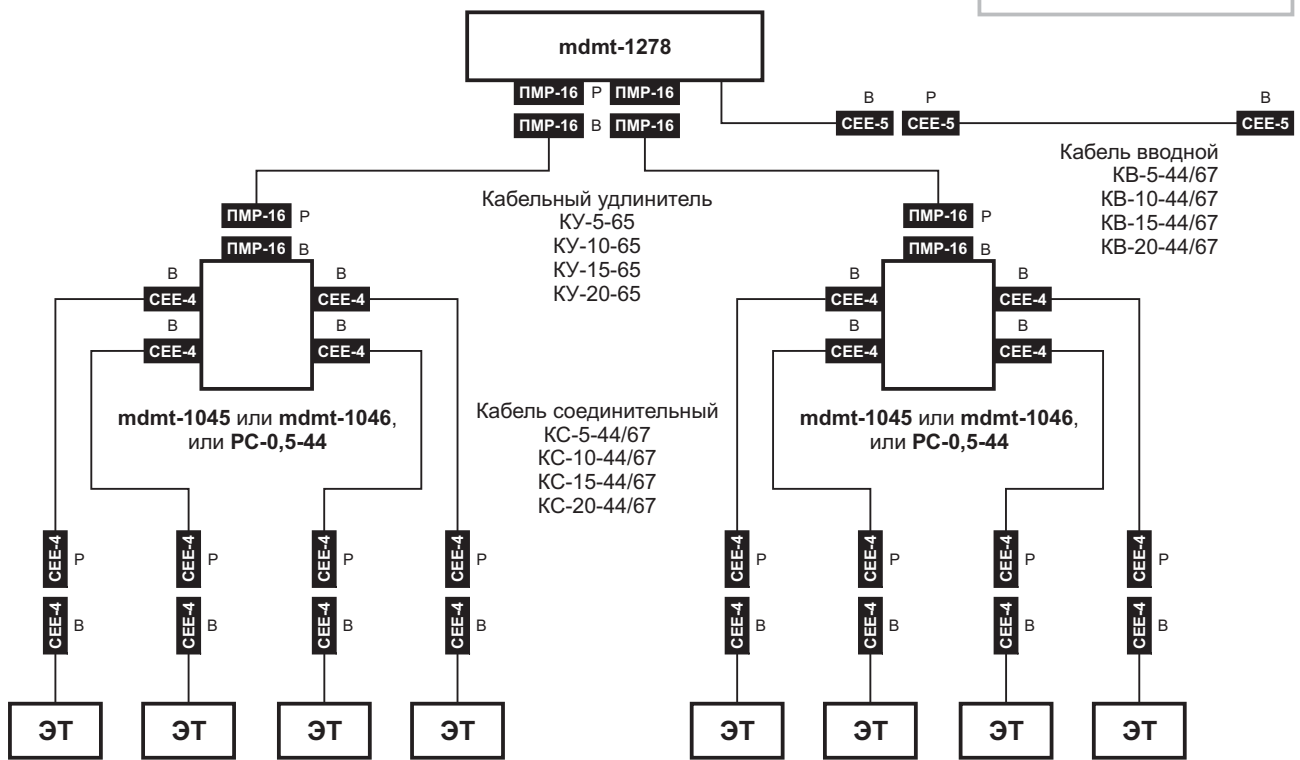 mdmt-1278
ПМР-16 Р ПМР-16
ПМР-16 В ПМР-16
В Р В
СЕЕ-5 СЕЕ-5 СЕЕ-5
Кабель вводной
КВ-5-44/67
КВ-10-44/67
КВ-15-44/67
КВ-20-44/67
Кабельный удлинитель
КУ-5-65
КУ-10-65
КУ-15-65
КУ-20-65
ПМР-16 Р
ПМР-16 В
В В
СЕЕ-4 СЕЕ-4
В В
СЕЕ-4 СЕЕ-4
mdmt-1045 или mdmt-1046,
или РС-0,5-44
ПМР-16 Р
ПМР-16 В
В В
СЕЕ-4 СЕЕ-4
В В
СЕЕ-4 СЕЕ-4
mdmt-1045 или mdmt-1046,
или РС-0,5-44
Кабель соединительный
КС-5-44/67
КС-10-44/67
КС-15-44/67
КС-20-44/67
СЕЕ-4 Р СЕЕ-4 Р СЕЕ-4 Р СЕЕ-4 Р СЕЕ-4 Р СЕЕ-4 Р СЕЕ-4 Р СЕЕ-4 Р
СЕЕ-4 В СЕЕ-4 В СЕЕ-4 В СЕЕ-4 В СЕЕ-4 В СЕЕ-4 В СЕЕ-4 В СЕЕ-4 В
ЭТ ЭТ ЭТ ЭТ ЭТ ЭТ ЭТ ЭТ